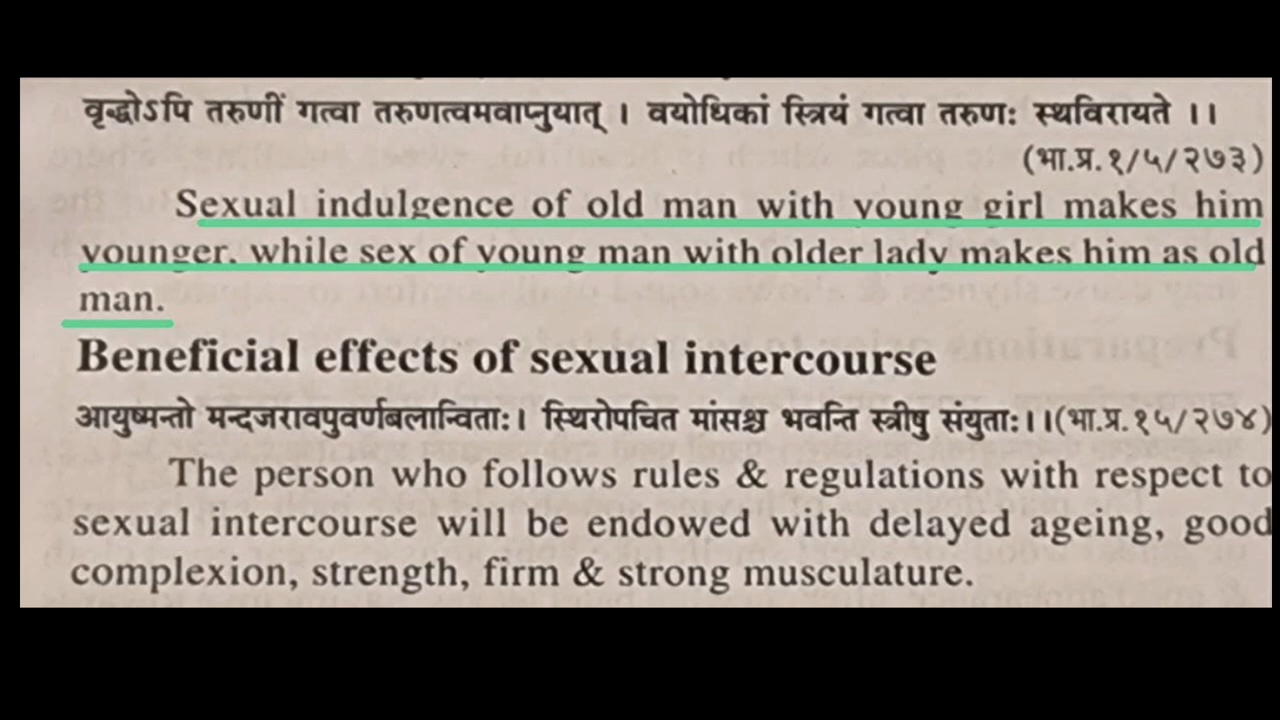 वृद्धोऽपि तरुणीं गत्वा तरुणत्वमवाप्नुयात् । वयोधिकां स्त्रियं गत्वा तरुणः स्थविरायते ।।
(भा.प्र.१/५/२७३)
Sexual indulgence of old man with young girl makes him
younger. while sex of young man with older lady makes him as old
man.
Beneficial effects of sexual intercourse
आयुष्मन्तो मन्दजरावपुवर्णबलान्विताः। स्थिरोपचित मांसश्च भवन्ति स्त्रीषु संयुताः।।(भा.प्र.१५/२७४)
The person who follows rules & regulations with respect to
sexual intercourse will be endowed with delayed ageing, good
complexion, strength, firm & strong musculature.